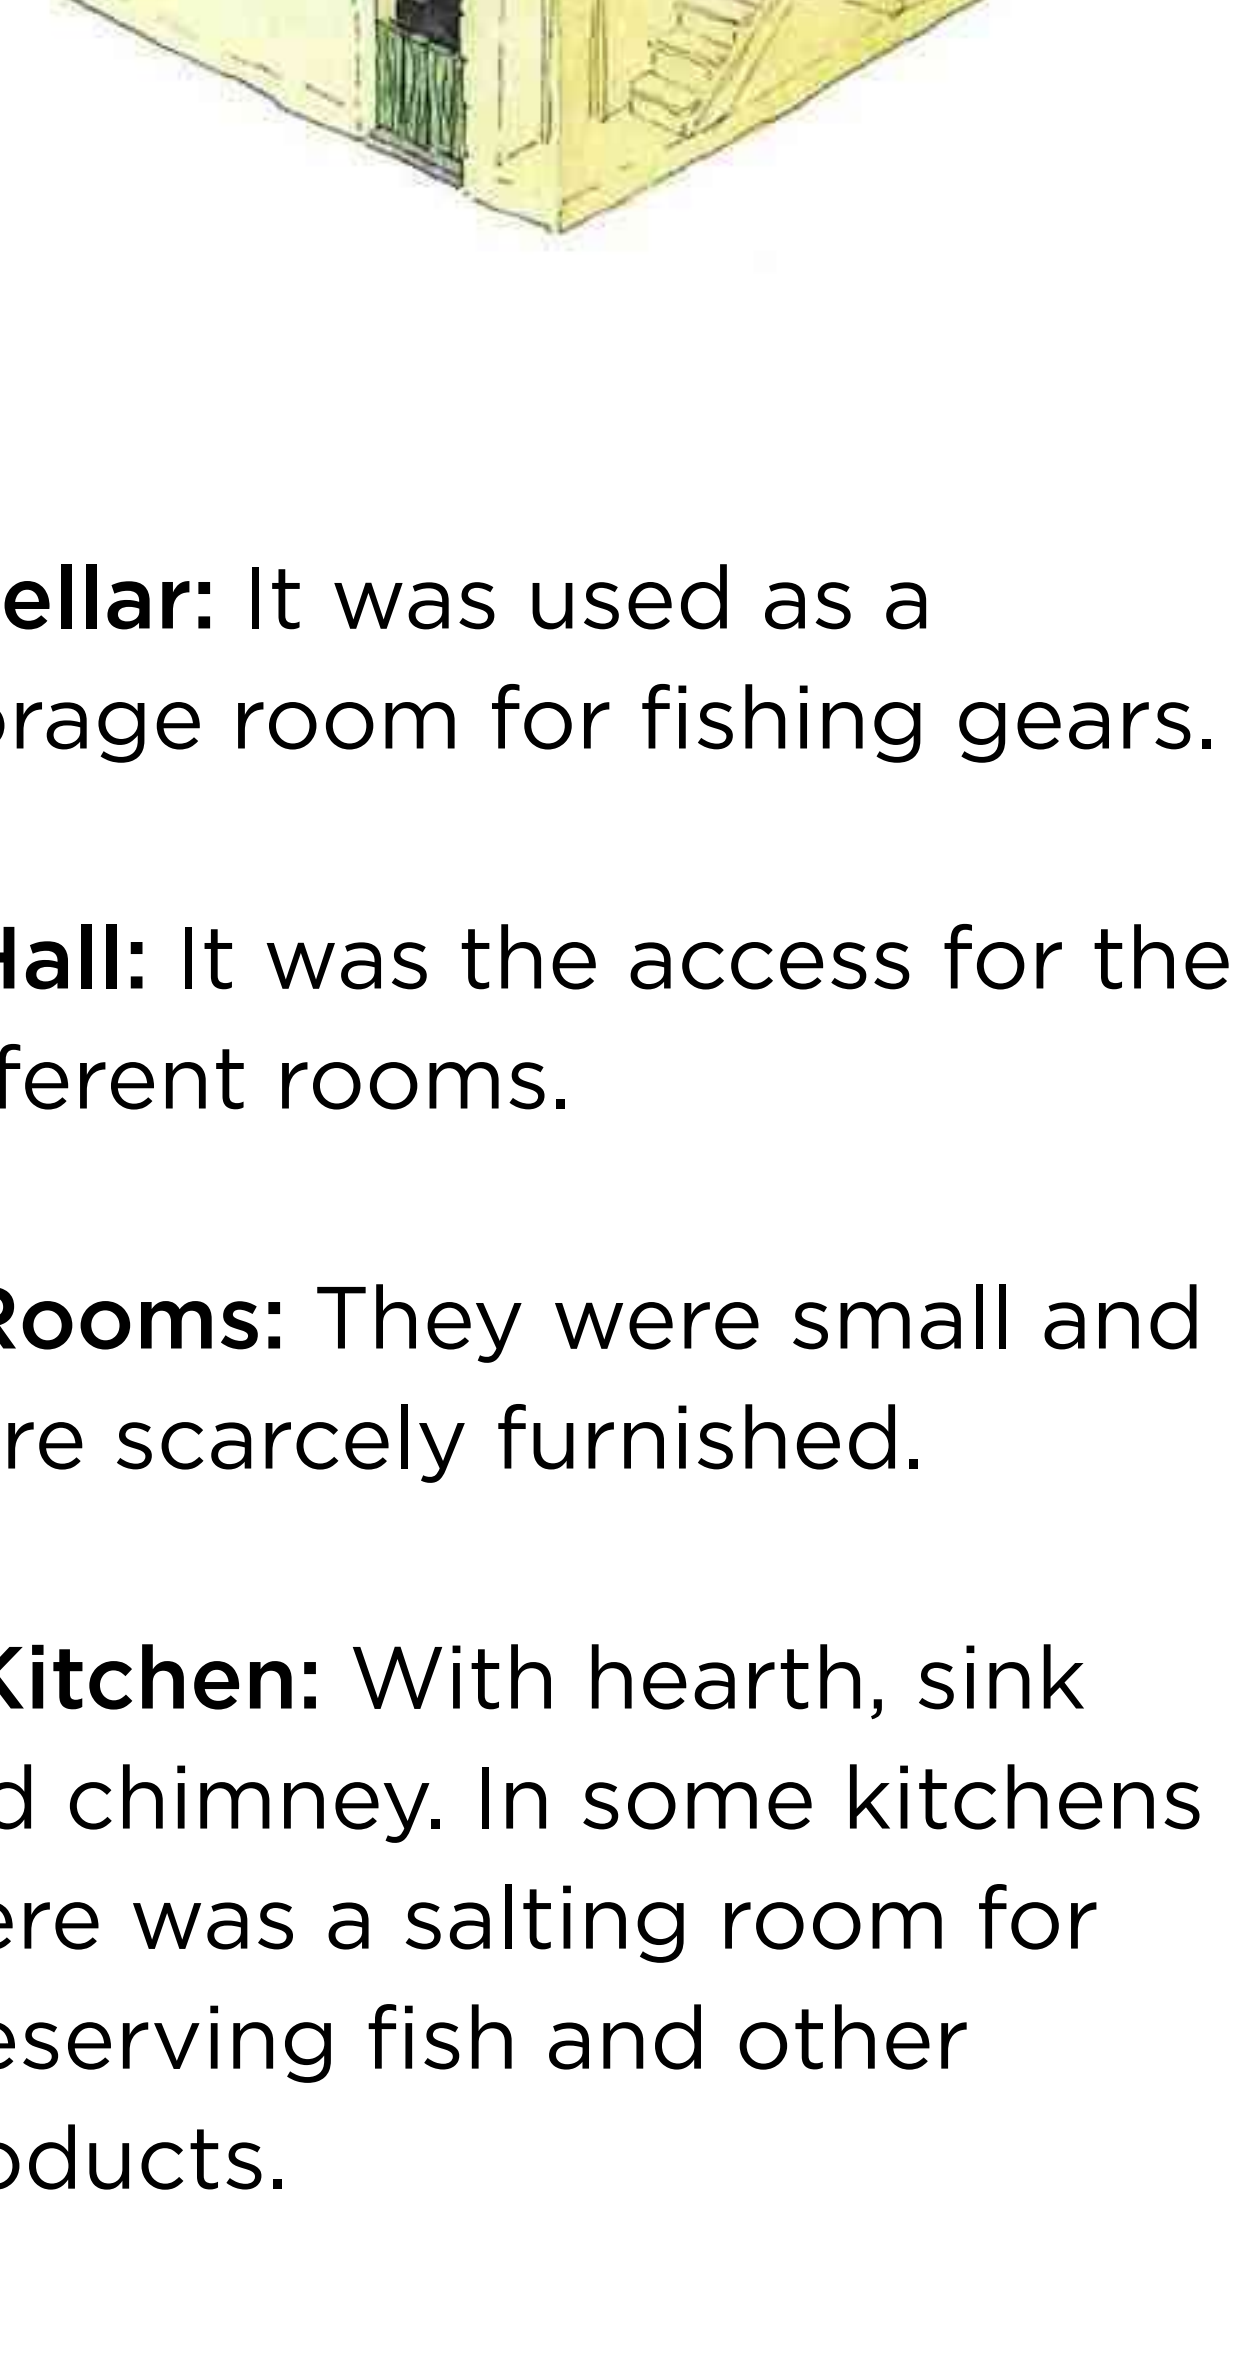 ellar: It was used as a
orage room for fishing gears.
Hall: It was the access for the
ferent rooms.
Rooms: They were small and
re scarcely furnished.
Kitchen: With hearth, sink
d chimney. In some kitchens
ere was a salting room for
eserving fish and other
oducts.